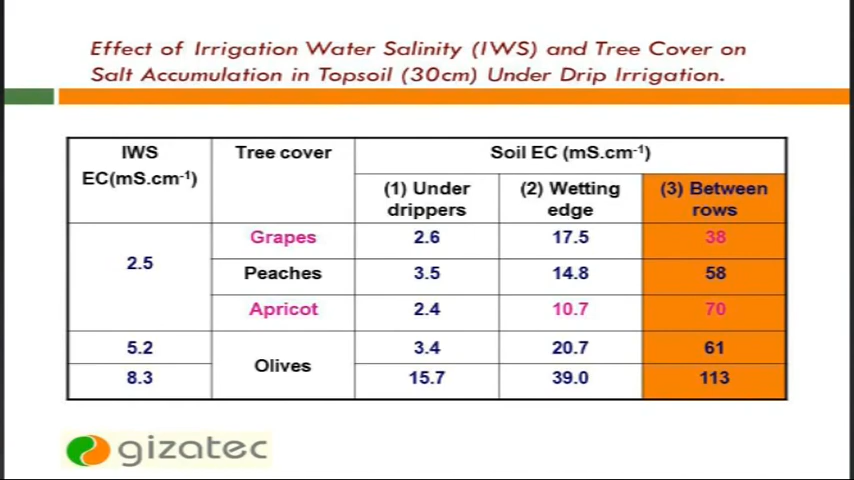 Effect of Irrigation Water Salinity (IWS) and Tree Cover on
Salt Accumulation in Topsoil (30cm) Under Drip Irrigation.
IWS
EC(mS.cm-1)
Tree cover
Soil EC (mS.cm-1)
(1) Under
drippers
(2) Wetting
edge
(3) Between
rows
2.5
Grapes 2.6 17.5 38
Peaches 3.5 14.8 58
Apricot 2.4 10.7 70
5.2 Olives 3.4 20.7 61
8.3 15.7 39.0 113
gizatec